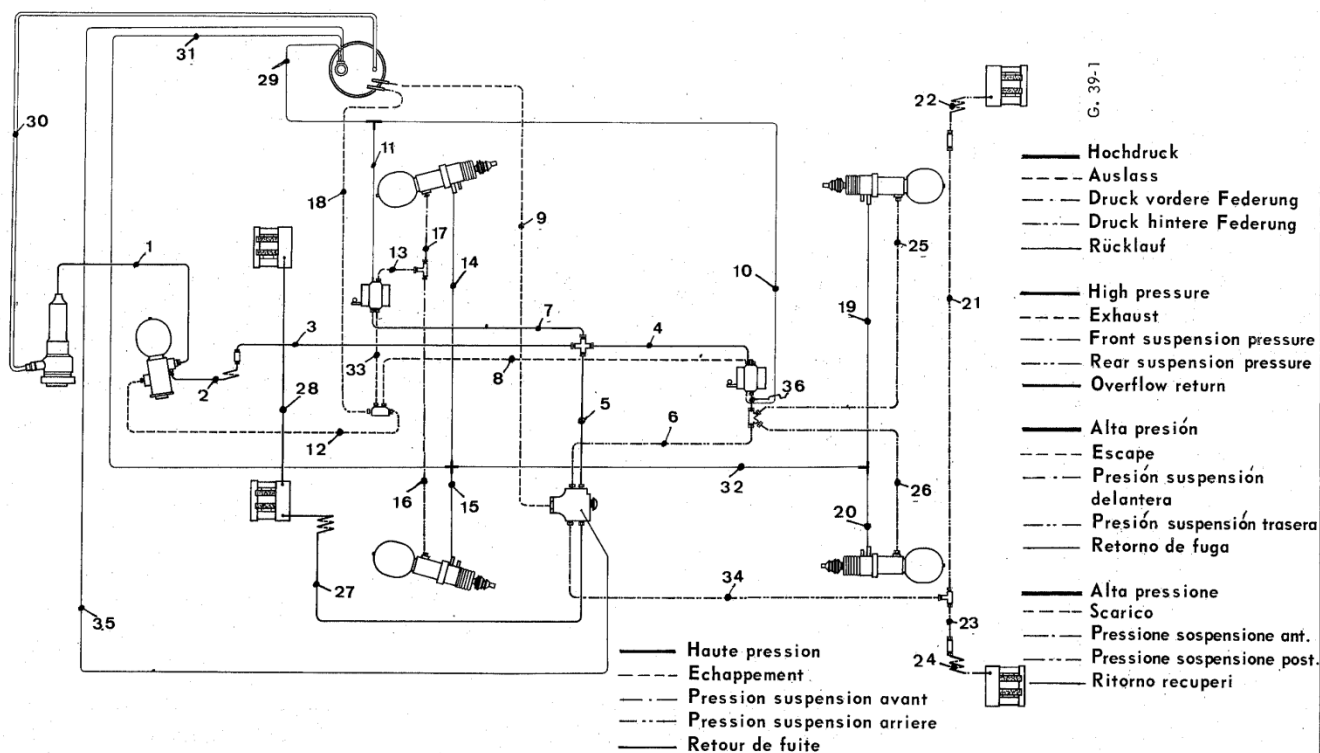 31
29
30
11
18
9
1
17
13
14
10
7
3
4
33
8
36
2
28
5
6
12
16
15
32
27
35
22
25
21
19
26
20
34
23
24
G. 39-1
Hochdruck
Auslass
Druck vordere Federung
Druck hintere Federung
Rücklauf
High pressure
Exhaust
Front suspension pressure
Rear suspension pressure
Overflow return
Alta presión
Escape
Presión suspensión
delantera
Presión suspensión trasera
Retorno de fuga
Alta pressione
Scarico
Pressione sospensione ant.
Pressione sospensione post.
Ritorno recuperi
Haute pression
Echappement
Pression suspension avant
Pression suspension arriere
Retour de fuite